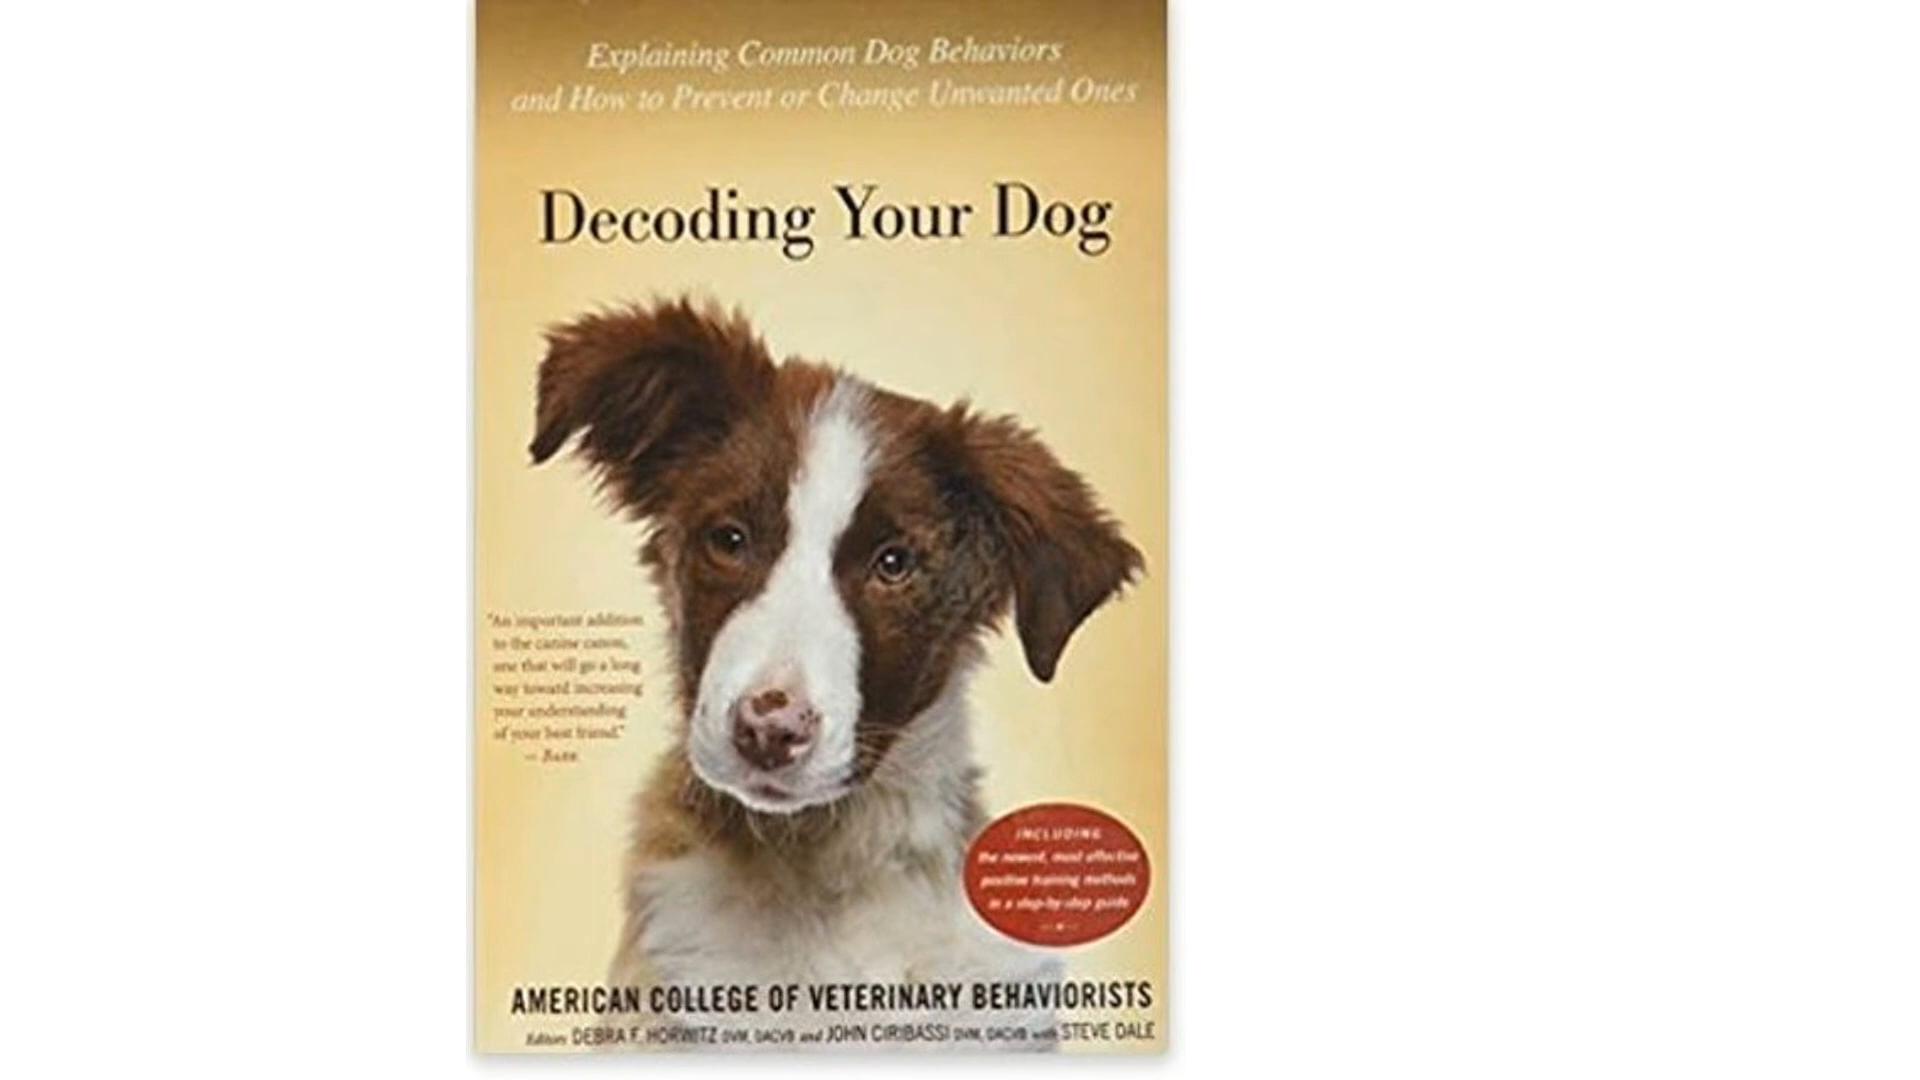 Explaining Common Dog Behaviors
and How to Prevent or Change Unwanted Ones
Decoding Your Dog
"An important addition
to the canine canon,
one that will go a long
way toward increasing
your understanding
of your best friend."
— BARK
INCLUDING
the newest, most effective
positive training methods
in a step-by-step guide
AMERICAN COLLEGE OF VETERINARY BEHAVIORISTS
Editors DEBRA F. HORWITZ DVM, DACVB and JOHN CIRIBASSI DVM, DACVB with STEVE DALE